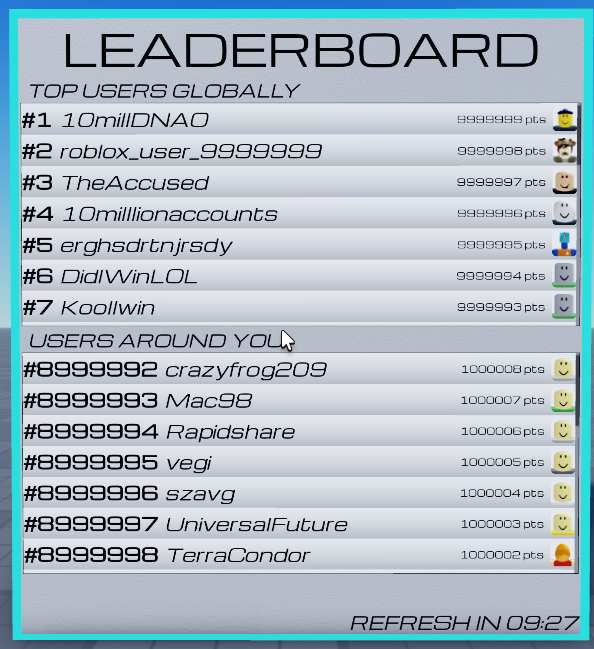 LEADERBOARD
TOP USERS GLOBALLY
#1 10millDNAO 9999999 pts
#2 roblox_user_9999999 9999998 pts
#3 TheAccused 9999997 pts
#4 10milllionaccounts 9999996 pts
#5 erghsdrtnjrsdy 9999995 pts
#6 DidIWinLOL 9999994 pts
#7 KoolIwin 9999993 pts
USERS AROUND YOU
#8999992 crazyfrog209 1000008 pts
#8999993 Mac98 1000007 pts
#8999994 Rapidshare 1000006 pts
#8999995 vegi 1000005 pts
#8999996 szavg 1000004 pts
#8999997 UniversalFuture 1000003 pts
#8999998 TerraCondor 1000002 pts
REFRESH IN 09:27